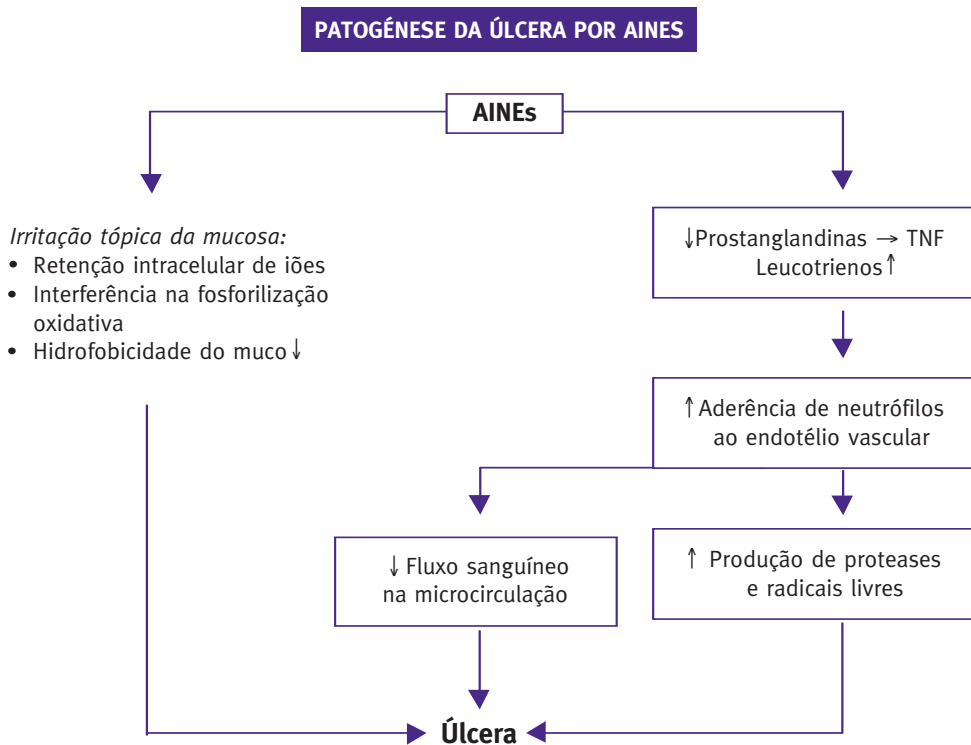 PATOGÉNESE DA ÚLCERA POR AINES
AINEs
Irritação tópica da mucosa:
• Retenção intracelular de iões
• Interferência na fosforilização
oxidativa
• Hidrofobicidade do muco ↓
↓Prostanglandinas → TNF
Leucotrienos ↑
↑ Aderência de neutrófilos
ao endotélio vascular
↓ Fluxo sanguíneo
na microcirculação
↑ Produção de proteases
e radicais livres
Úlcera